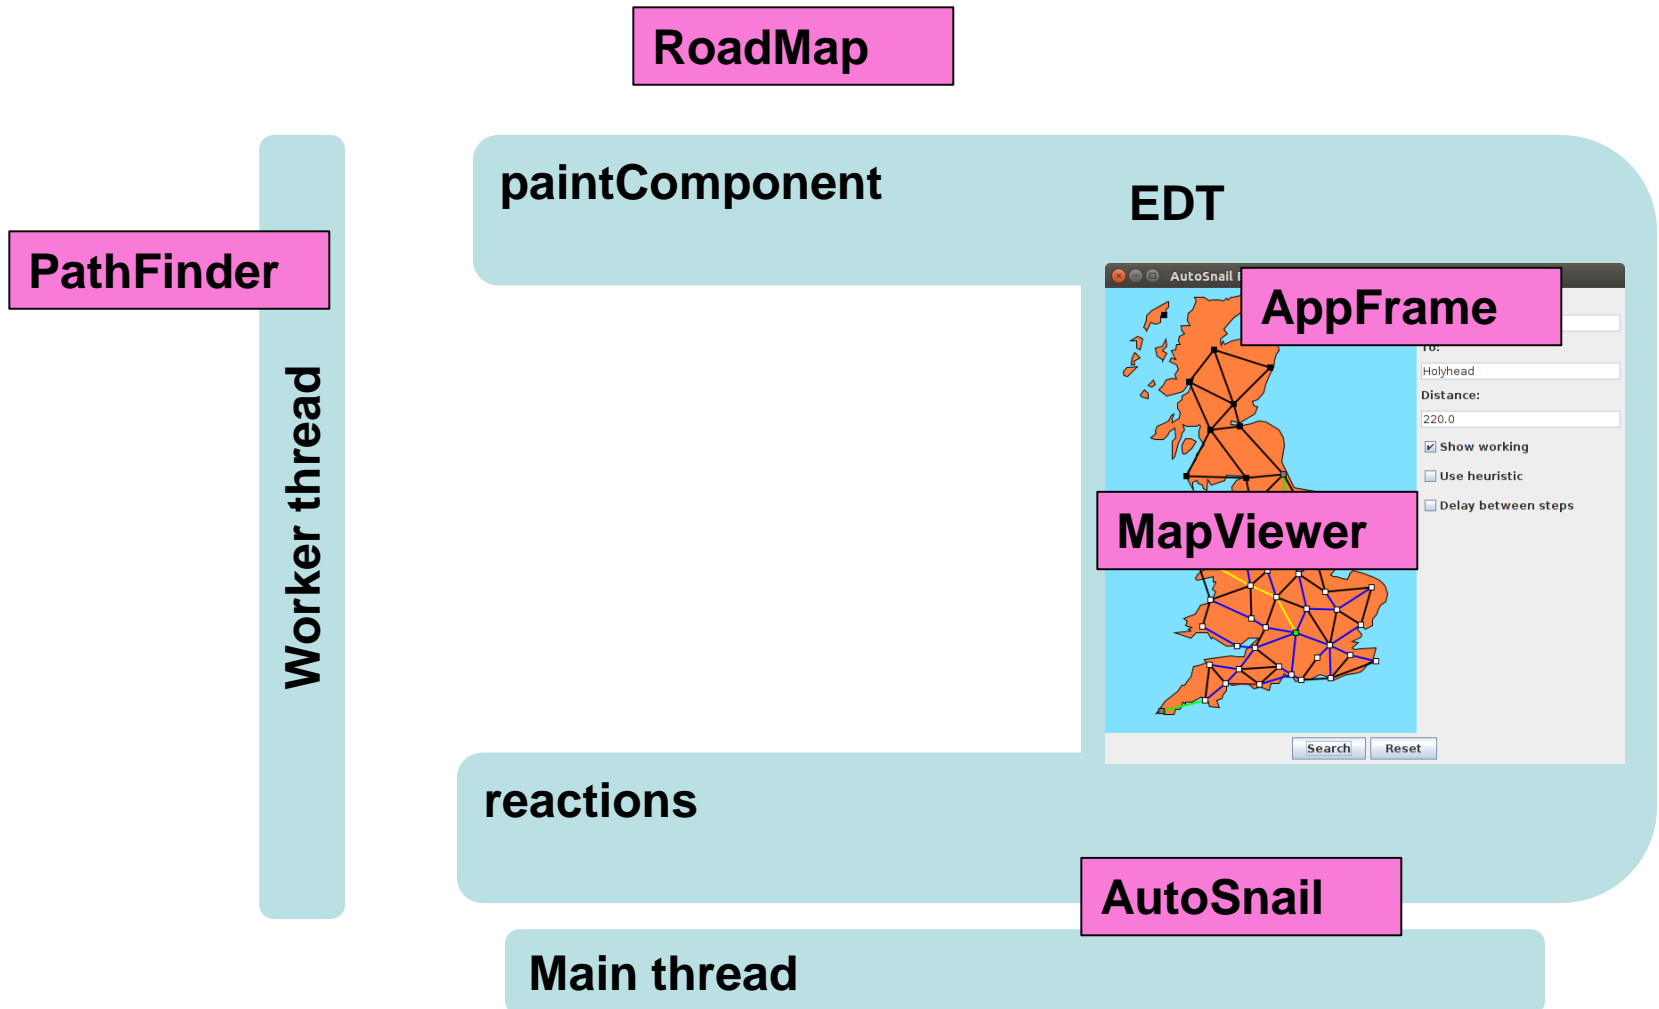 RoadMap
paintComponent
EDT
PathFinder
AutoSnail
AppFrame
To:
Holyhead
Distance:
220.0
Show working
Use heuristic
Delay between steps
Worker thread
MapViewer
Search Reset
reactions
AutoSnail
Main thread